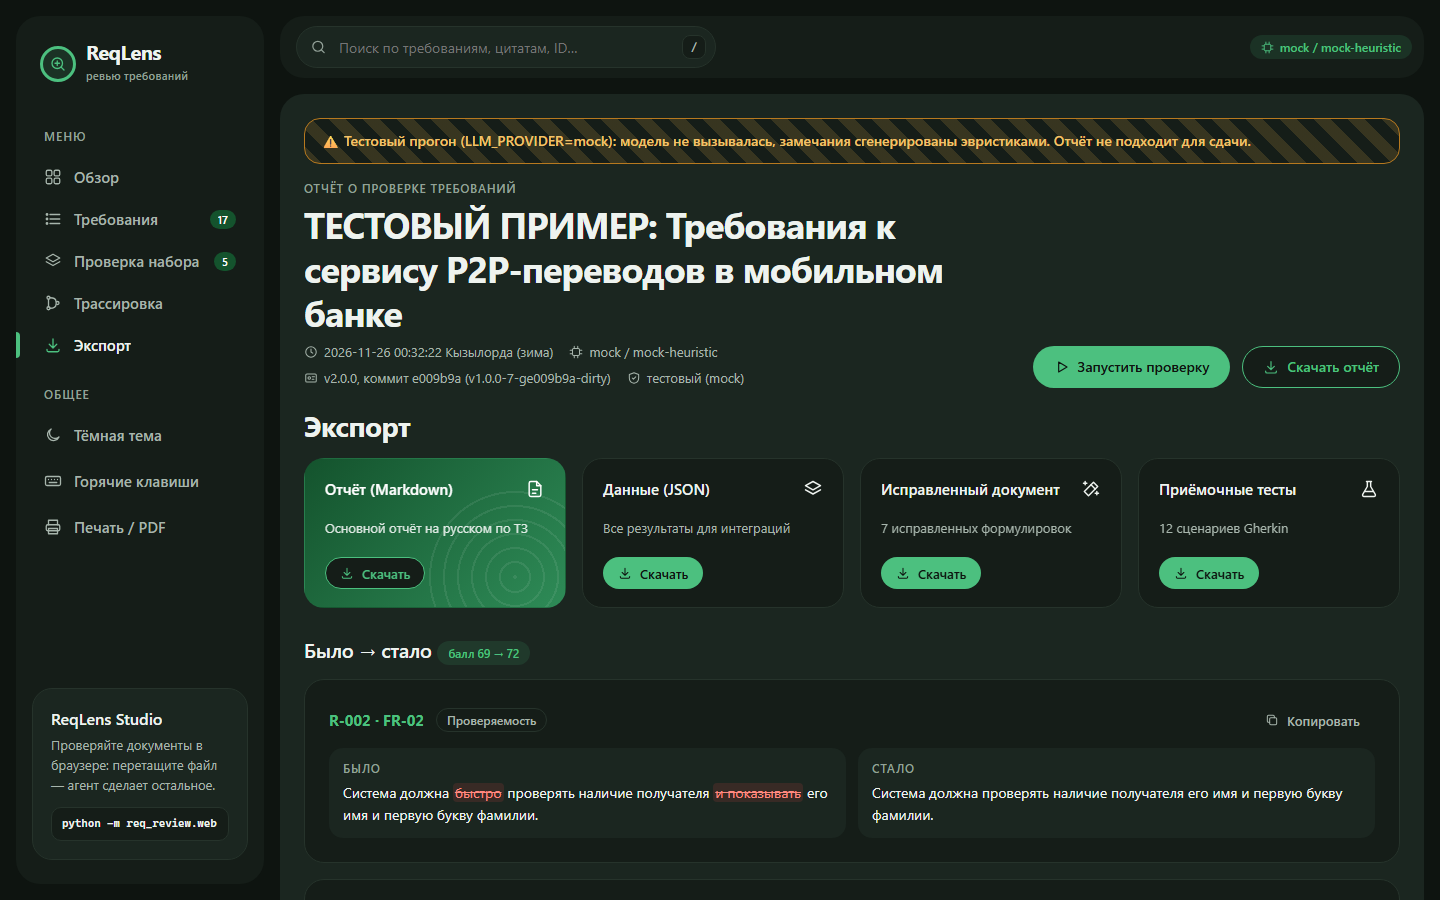 ReqLens
ревью требований
МЕНЮ
Обзор
Требования 17
Проверка набора 5
Трассировка
Экспорт
ОБЩЕЕ
Тёмная тема
Горячие клавиши
Печать / PDF
ReqLens Studio
Проверяйте документы в
браузере: перетащите файл
— агент сделает остальное.
python -m req_review.web
Поиск по требованиям, цитатам, ID... /
mock / mock-heuristic
Тестовый прогон (LLM_PROVIDER=mock): модель не вызывалась, замечания сгенерированы эвристиками. Отчёт не подходит для сдачи.
ОТЧЁТ О ПРОВЕРКЕ ТРЕБОВАНИЙ
ТЕСТОВЫЙ ПРИМЕР: Требования к
сервису P2P-переводов в мобильном
банке
2026-11-26 00:32:22 Кызылорда (зима) mock / mock-heuristic
v2.0.0, коммит e009b9a (v1.0.0-7-ge009b9a-dirty) тестовый (mock)
Запустить проверку
Скачать отчёт
Экспорт
Отчёт (Markdown)
Основной отчёт на русском по ТЗ
Скачать
Данные (JSON)
Все результаты для интеграций
Скачать
Исправленный документ
7 исправленных формулировок
Скачать
Приёмочные тесты
12 сценариев Gherkin
Скачать
Было → стало балл 69 → 72
R-002 · FR-02 Проверяемость
Копировать
БЫЛО
Система должна быстро проверять наличие получателя и показывать его
имя и первую букву фамилии.
СТАЛО
Система должна проверять наличие получателя его имя и первую букву
фамилии.